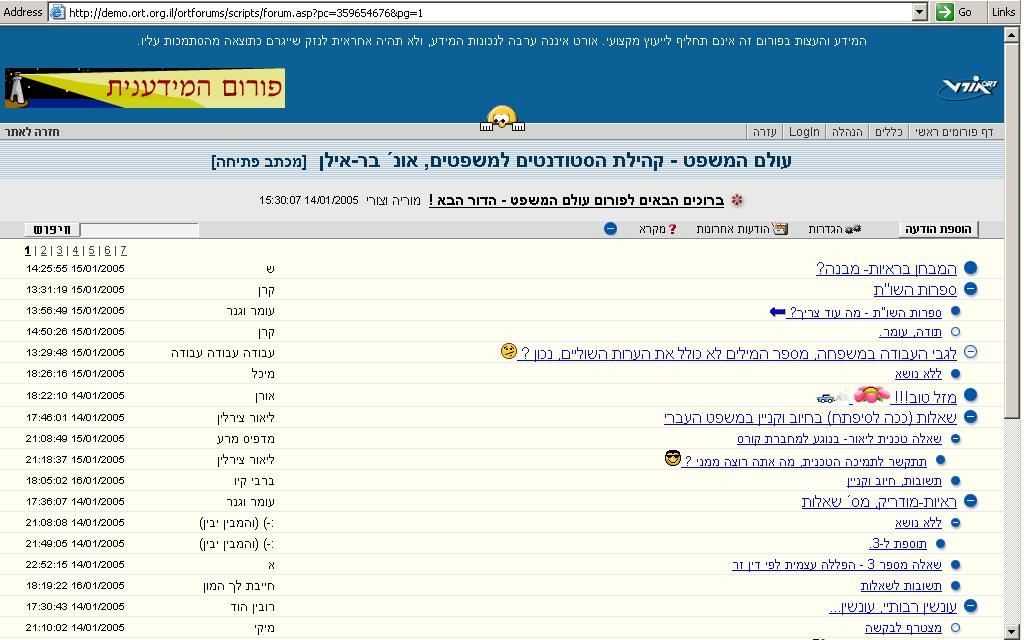 Address http://demo.ort.org.il/ortforums/scripts/forum.asp?pc=359654676&pg=1 Go Links
המידע והעצות בפורום זה אינם תחליף לייעוץ מקצועי. אורט איננה ערבה לנכונות המידע, ולא תהיה אחראית לנזק שייגרם כתוצאה מהסתמכות עליו.
פורום המידענית
אורט ORT
דף פורומים ראשי | כללים | הנהלה | LogIn | עזרה חזרה לאתר
עולם המשפט - קהילת הסטודנטים למשפטים, אונ´ בר-אילן [מכתב פתיחה]
ברוכים הבאים לפורום עולם המשפט - הדור הבא ! מוריה וצורי 14/01/2005 15:30:07
הוספת הודעה הגדרות הודעות אחרונות ? מקרא חיפוש
1 | 2 | 3 | 4 | 5 | 6 | 7
המבחן בראיות- מבנה? ש 15/01/2005 14:25:55
ספרות השו"ת קרן 15/01/2005 13:31:19
ספרות השו"ת - מה עוד צריך? עומר וגנר 15/01/2005 13:56:49
תודה, עומר. קרן 15/01/2005 14:50:26
לגבי העבודה במשפחה, מספר המילים לא כולל את הערות השוליים, נכון ? עבודה עבודה עבודה 15/01/2005 13:29:48
ללא נושא מיכל 15/01/2005 18:26:16
מזל טוב!!! אורן 14/01/2005 18:22:10
שאלות (ככה לסיפתח) בחיוב וקניין במשפט העברי ליאור צירלין 14/01/2005 17:46:01
שאלה טכנית ליאור- בנוגע למחברת קורס מדפיס מרע 15/01/2005 21:08:49
תתקשר לתמיכה הטכנית, מה אתה רוצה ממני ? ליאור צירלין 15/01/2005 21:18:37
תשובות, חיוב וקניין ברבי קיו 16/01/2005 18:05:02
ראיות-מודריק, מס´ שאלות עומר וגנר 14/01/2005 17:36:07
ללא נושא :-) (והמבין יבין) 14/01/2005 21:08:08
תוספת ל-3. :-) (והמבין יבין) 14/01/2005 21:49:05
שאלה מספר 3 - הפללה עצמית לפי דין זר א 14/01/2005 22:52:15
תשובות לשאלות חייבת לך המון 16/01/2005 18:19:22
עונשין רבותיי, עונשין... רובין הוד 14/01/2005 17:30:43
מצטרף לבקשה מיקי 14/01/2005 21:10:02